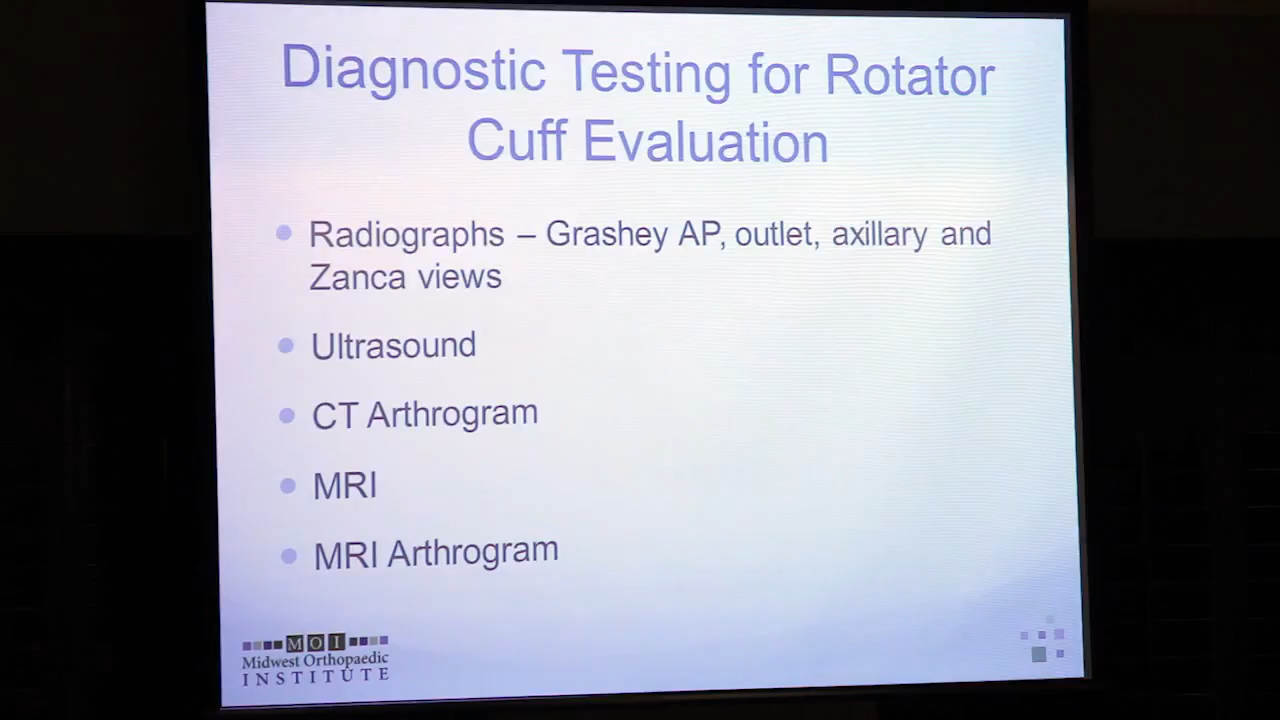 Diagnostic Testing for Rotator
Cuff Evaluation
Radiographs – Grashey AP, outlet, axillary and
Zanca views
Ultrasound
CT Arthrogram
MRI
MRI Arthrogram
MOI
Midwest Orthopaedic
INSTITUTE